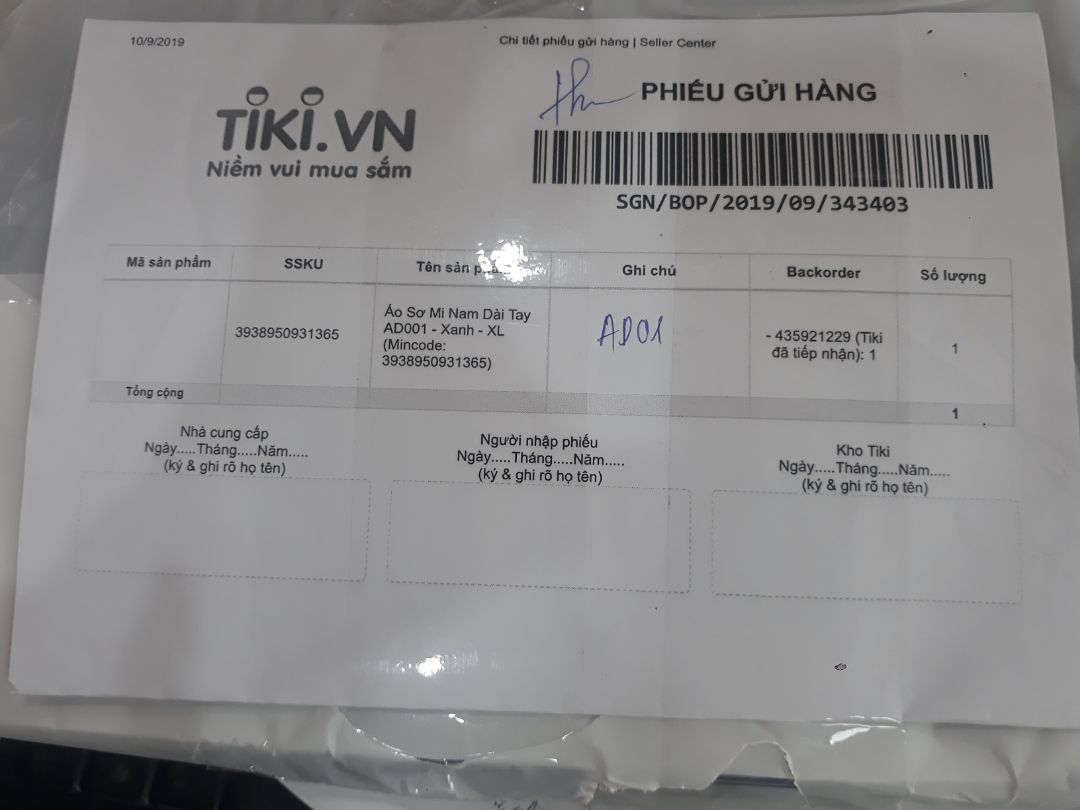 10/9/2019
Chi tiết phiếu gửi hàng | Seller Center
TIKI.VN
Niềm vui mua sắm
PHIẾU GỬI HÀNG
SGN/BOP/2019/09/343403
Mã sản phẩm
SSKU
Tên sản phẩm
Ghi chú
Backorder
Số lượng
3938950931365
Áo Sơ Mi Nam Dài Tay
AD001 - Xanh - XL
(Mincode:
3938950931365)
AD01
- 435921229 (Tiki
đã tiếp nhận): 1
1
Tổng cộng
1
Nhà cung cấp
Ngày.....Tháng.....Năm.....
(ký & ghi rõ họ tên)
Người nhập phiếu
Ngày.....Tháng.....Năm.....
(ký & ghi rõ họ tên)
Kho Tiki
Ngày.....Tháng.....Năm.....
(ký & ghi rõ họ tên)